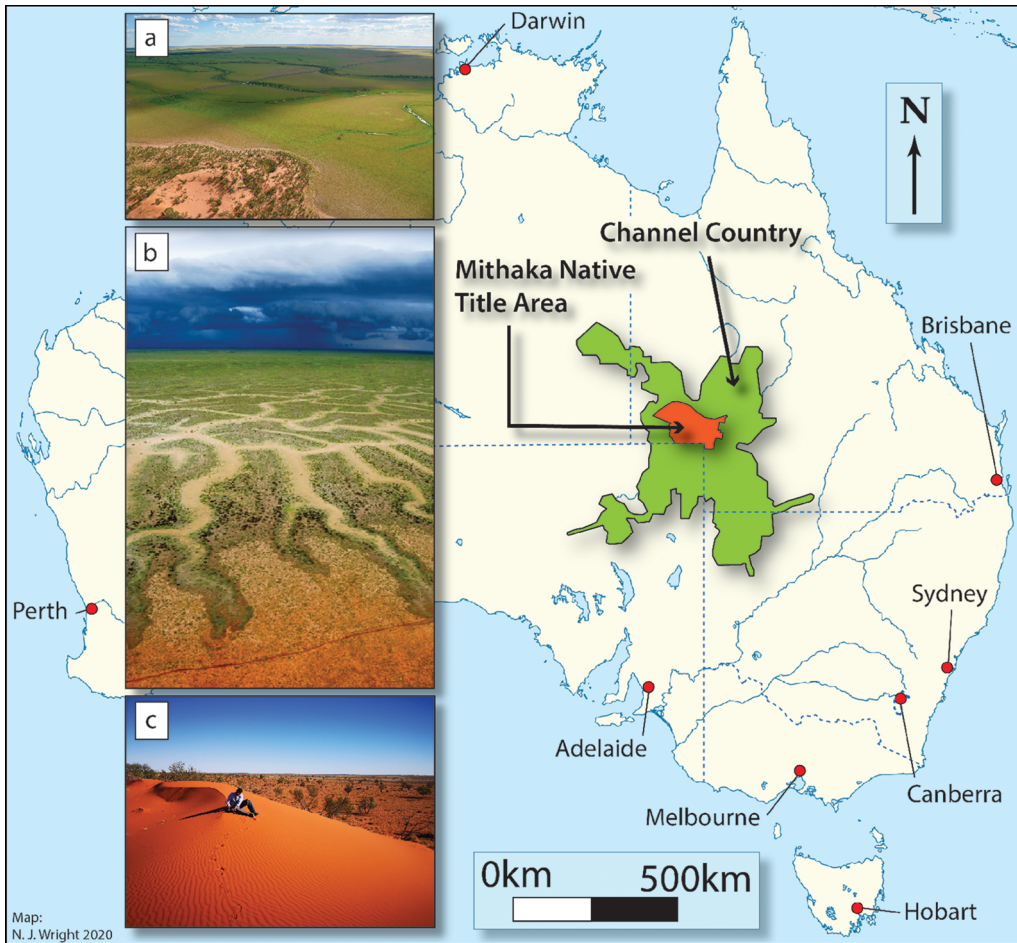 a
Darwin
N
b
Channel Country
Mithaka Native
Title Area
Brisbane
Perth
Sydney
c
Adelaide
Canberra
Melbourne
0km
500km
Hobart
Map:
N. J. Wright 2020